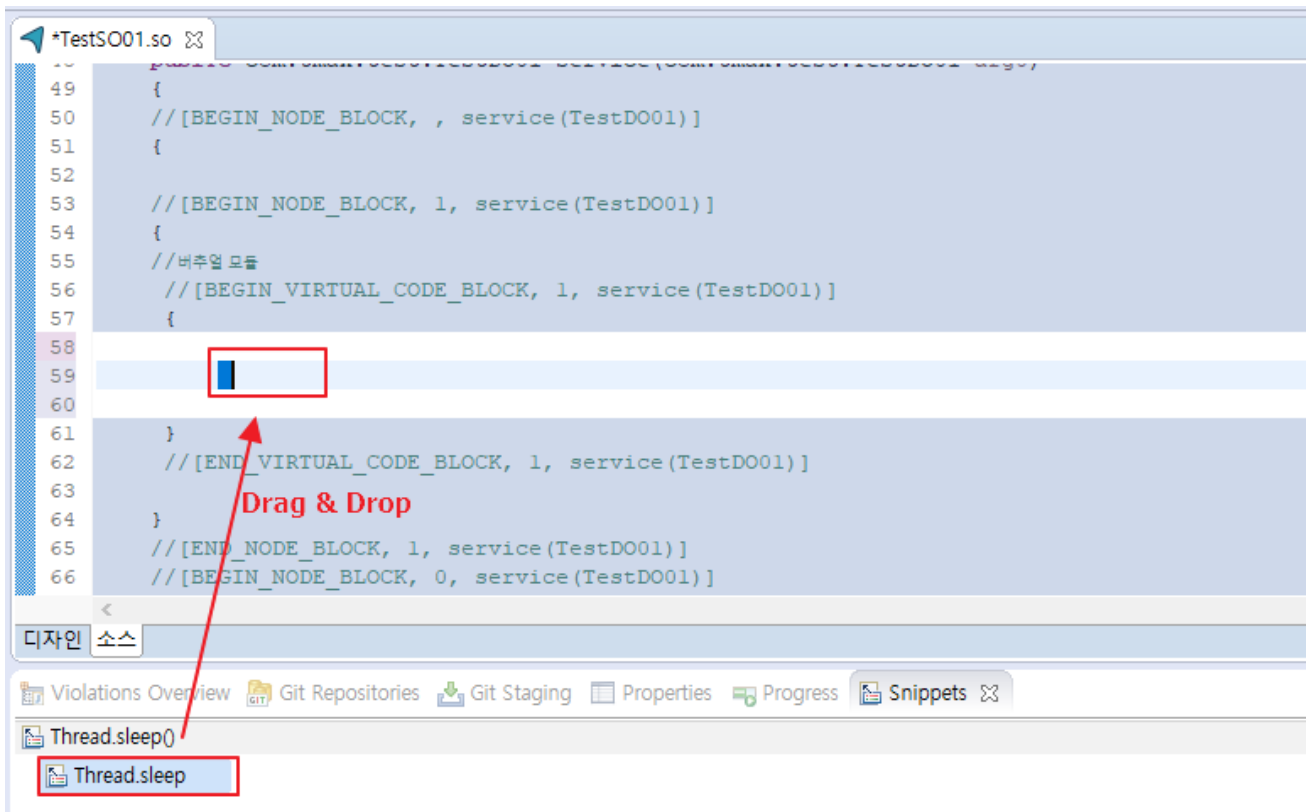 *TestSO01.so
49 {
50 //[BEGIN_NODE_BLOCK, , service(TestDO01)]
51 {
52
53 //[BEGIN_NODE_BLOCK, 1, service(TestDO01)]
54 {
55 //버추얼 모듈
56 //[BEGIN_VIRTUAL_CODE_BLOCK, 1, service(TestDO01)]
57 {
58
59
60
61 }
62 //[END_VIRTUAL_CODE_BLOCK, 1, service(TestDO01)]
63
Drag & Drop
64 }
65 //[END_NODE_BLOCK, 1, service(TestDO01)]
66 //[BEGIN_NODE_BLOCK, 0, service(TestDO01)]
디자인 소스
Violations Overview Git Repositories Git Staging Properties Progress Snippets
Thread.sleep()
Thread.sleep